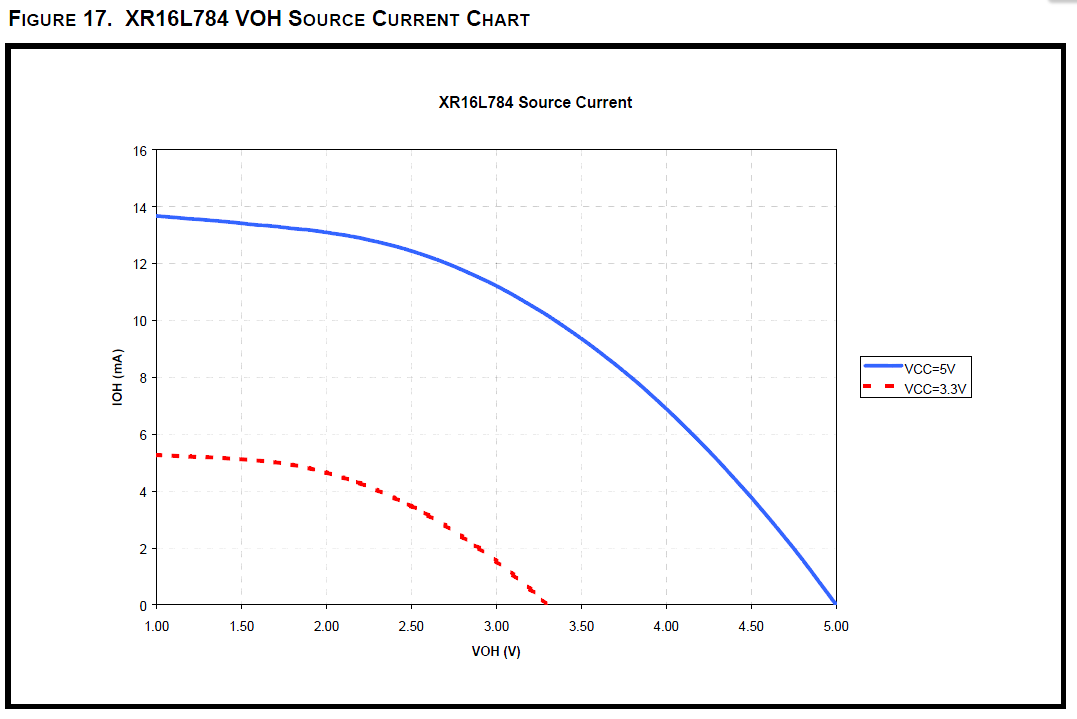 FIGURE 17. XR16L784 VOH SOURCE CURRENT CHART
XR16L784 Source Current
16
14
12
10
8
6
4
2
0
IOH (mA)
1.00 1.50 2.00 2.50 3.00 3.50 4.00 4.50 5.00
VOH (V)
VCC=5V
VCC=3.3V